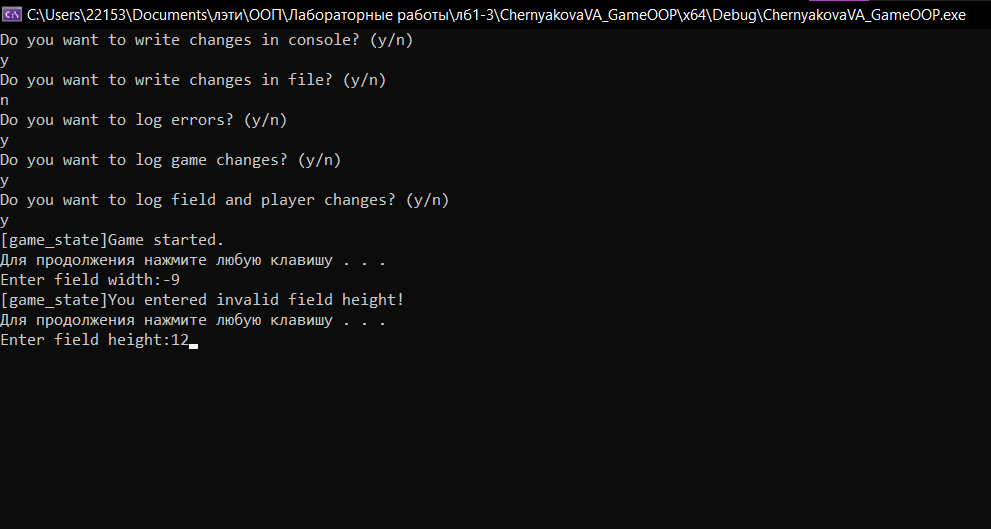 C:\Users\22153\Documents\лэти\ООП\Лабораторные работы\лб1-3\ChernyakovaVA_GameOOP\x64\Debug\ChernyakovaVA_GameOOP.exe
Do you want to write changes in console? (y/n)
y
Do you want to write changes in file? (y/n)
n
Do you want to log errors? (y/n)
y
Do you want to log game changes? (y/n)
y
Do you want to log field and player changes? (y/n)
y
[game_state]Game started.
Для продолжения нажмите любую клавишу . . .
Enter field width:-9
[game_state]You entered invalid field height!
Для продолжения нажмите любую клавишу . . .
Enter field height:12